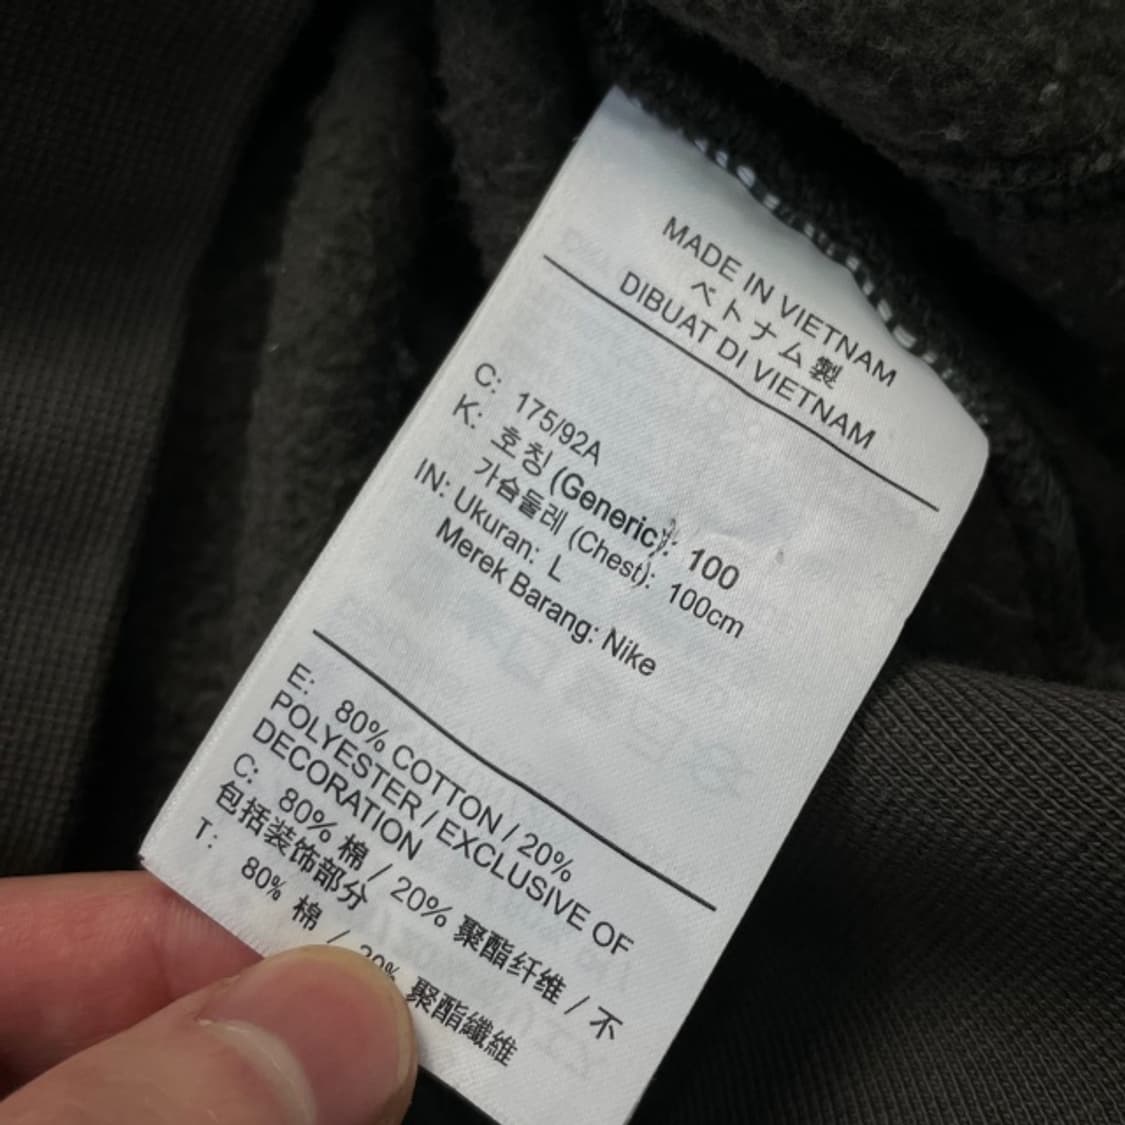 MADE IN VIETNAM
ベトナム製
DIBUAT DI VIETNAM
C: 175/92A
K: 호칭 (Generic): 100
가슴둘레 (Chest): 100cm
IN: Ukuran: L
Merek Barang: Nike
E: 80% COTTON / 20%
POLYESTER / EXCLUSIVE OF
DECORATION
C: 80% 棉 / 20% 聚酯纤维 / 不
包括装饰部分
T: 80% 棉 / 20% 聚酯纖維